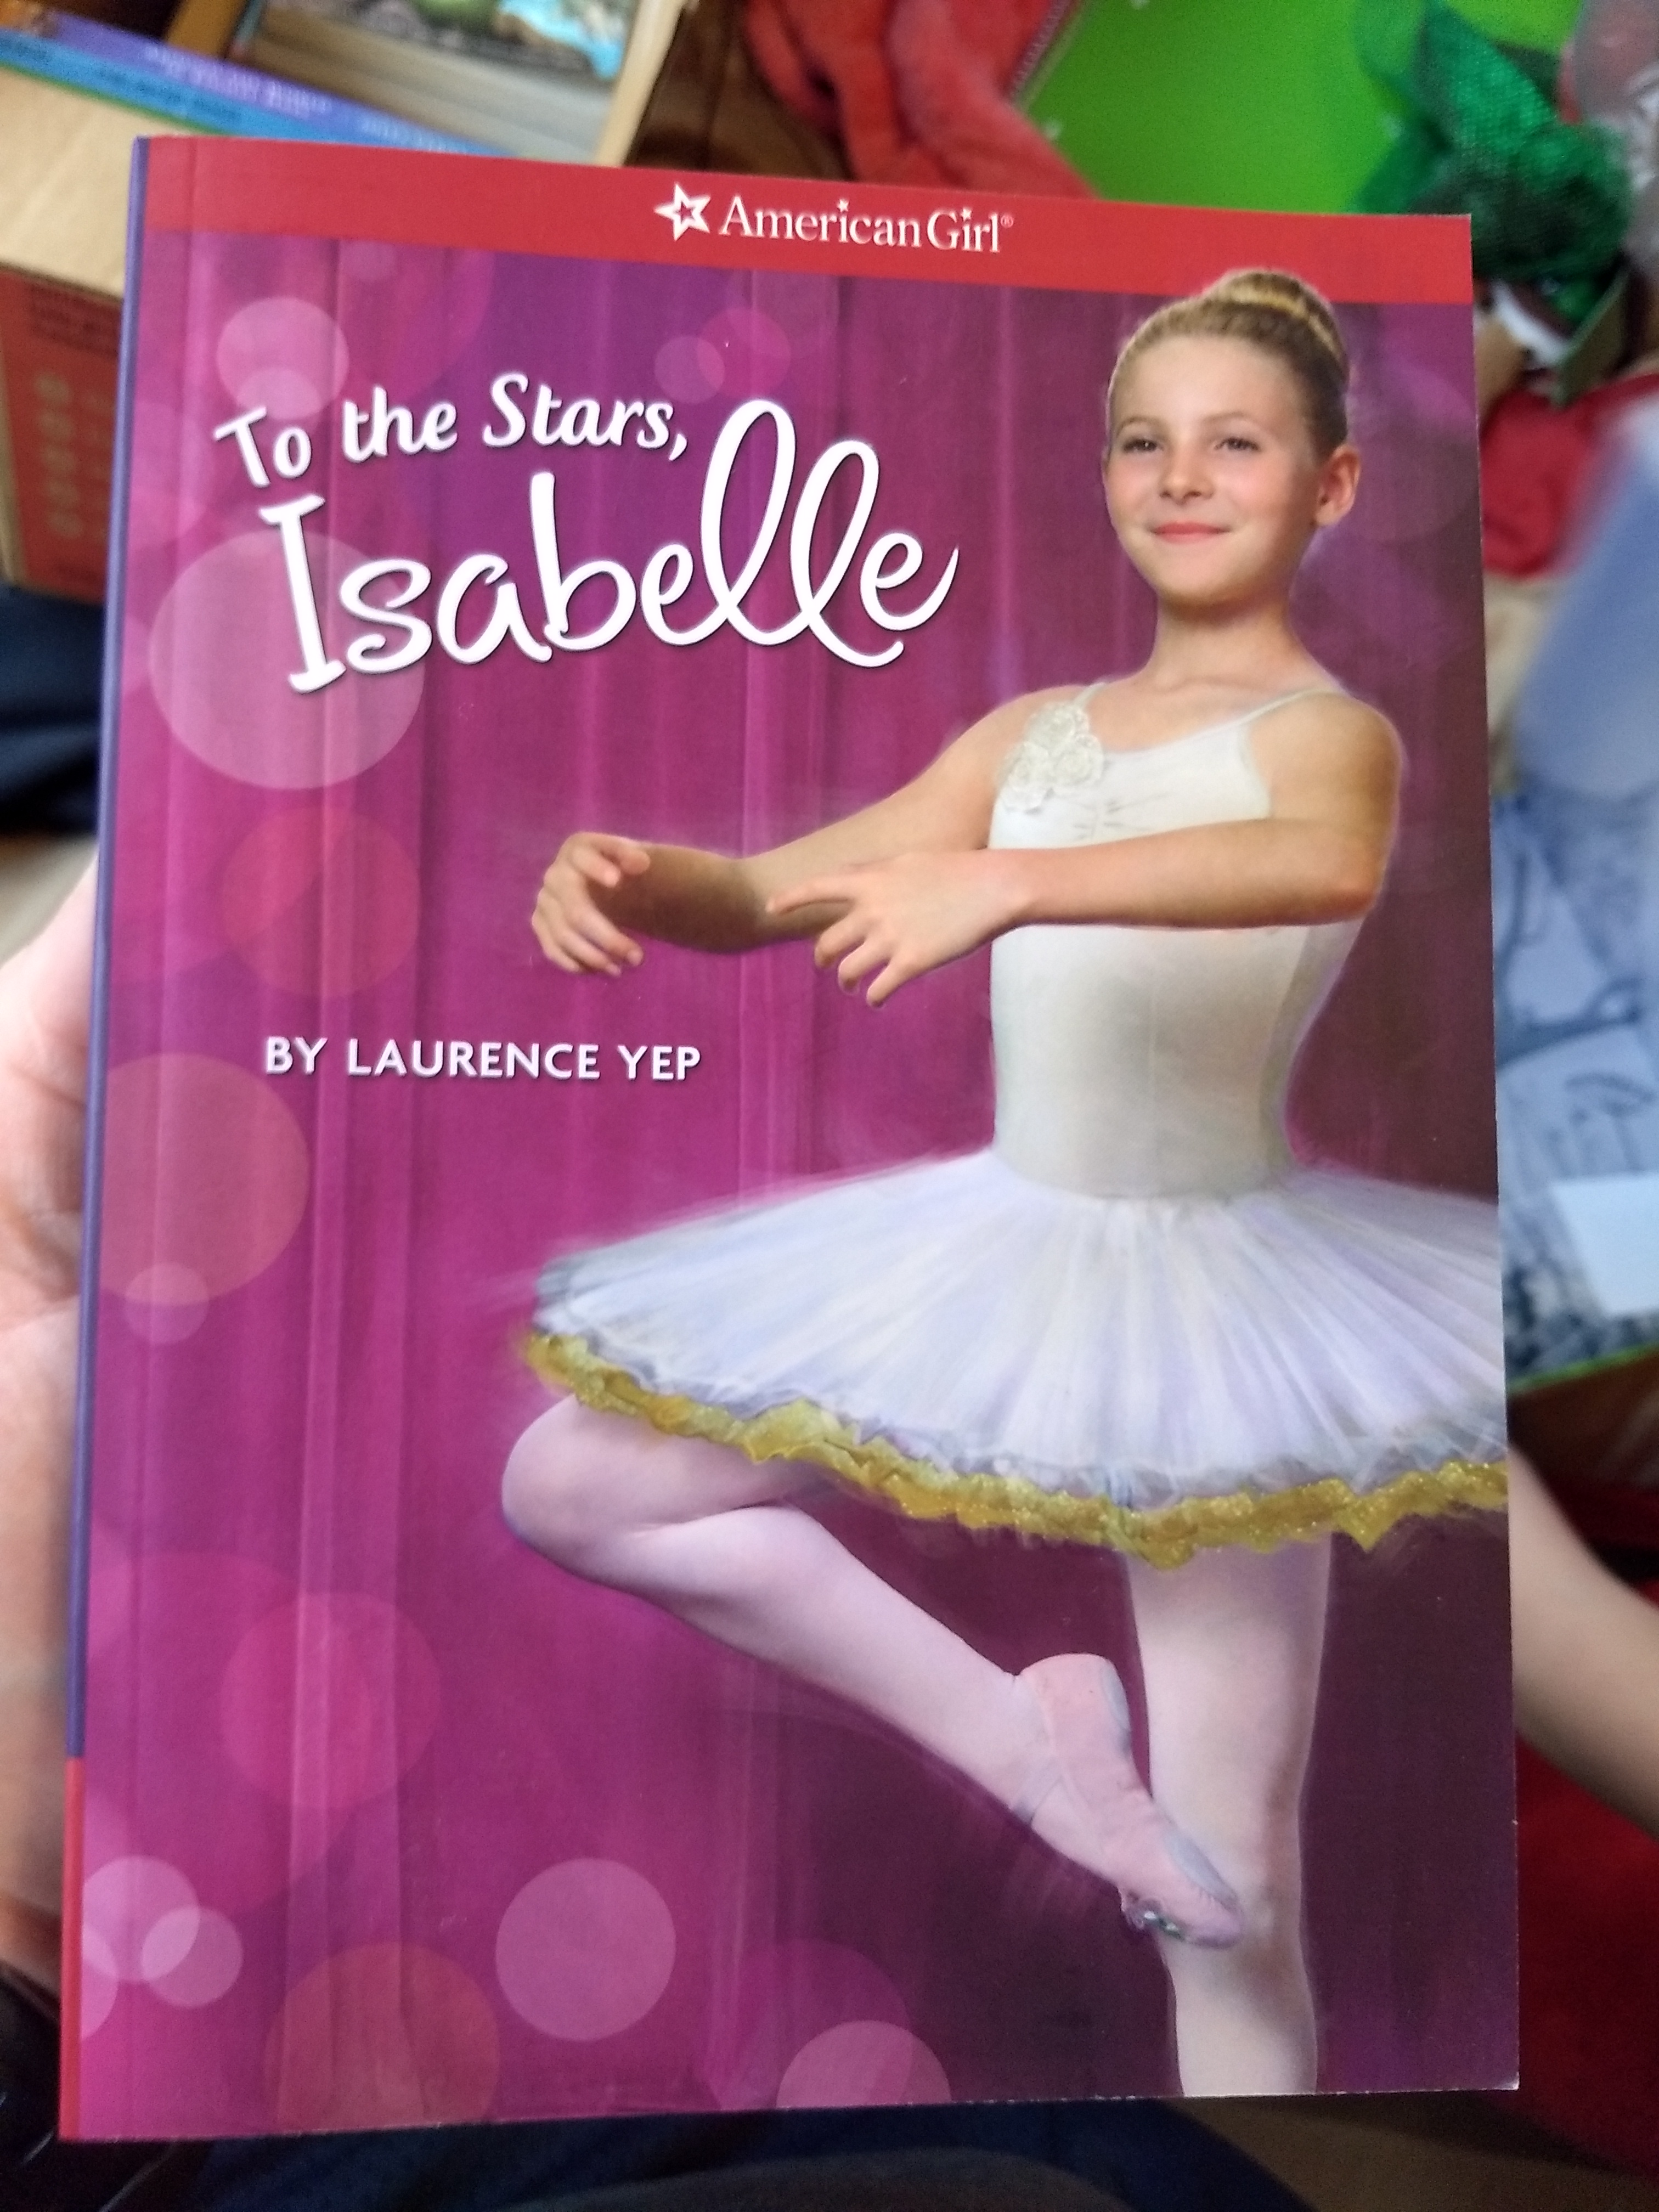 American Girl®
To the Stars,
Isabelle
BY LAURENCE YEP